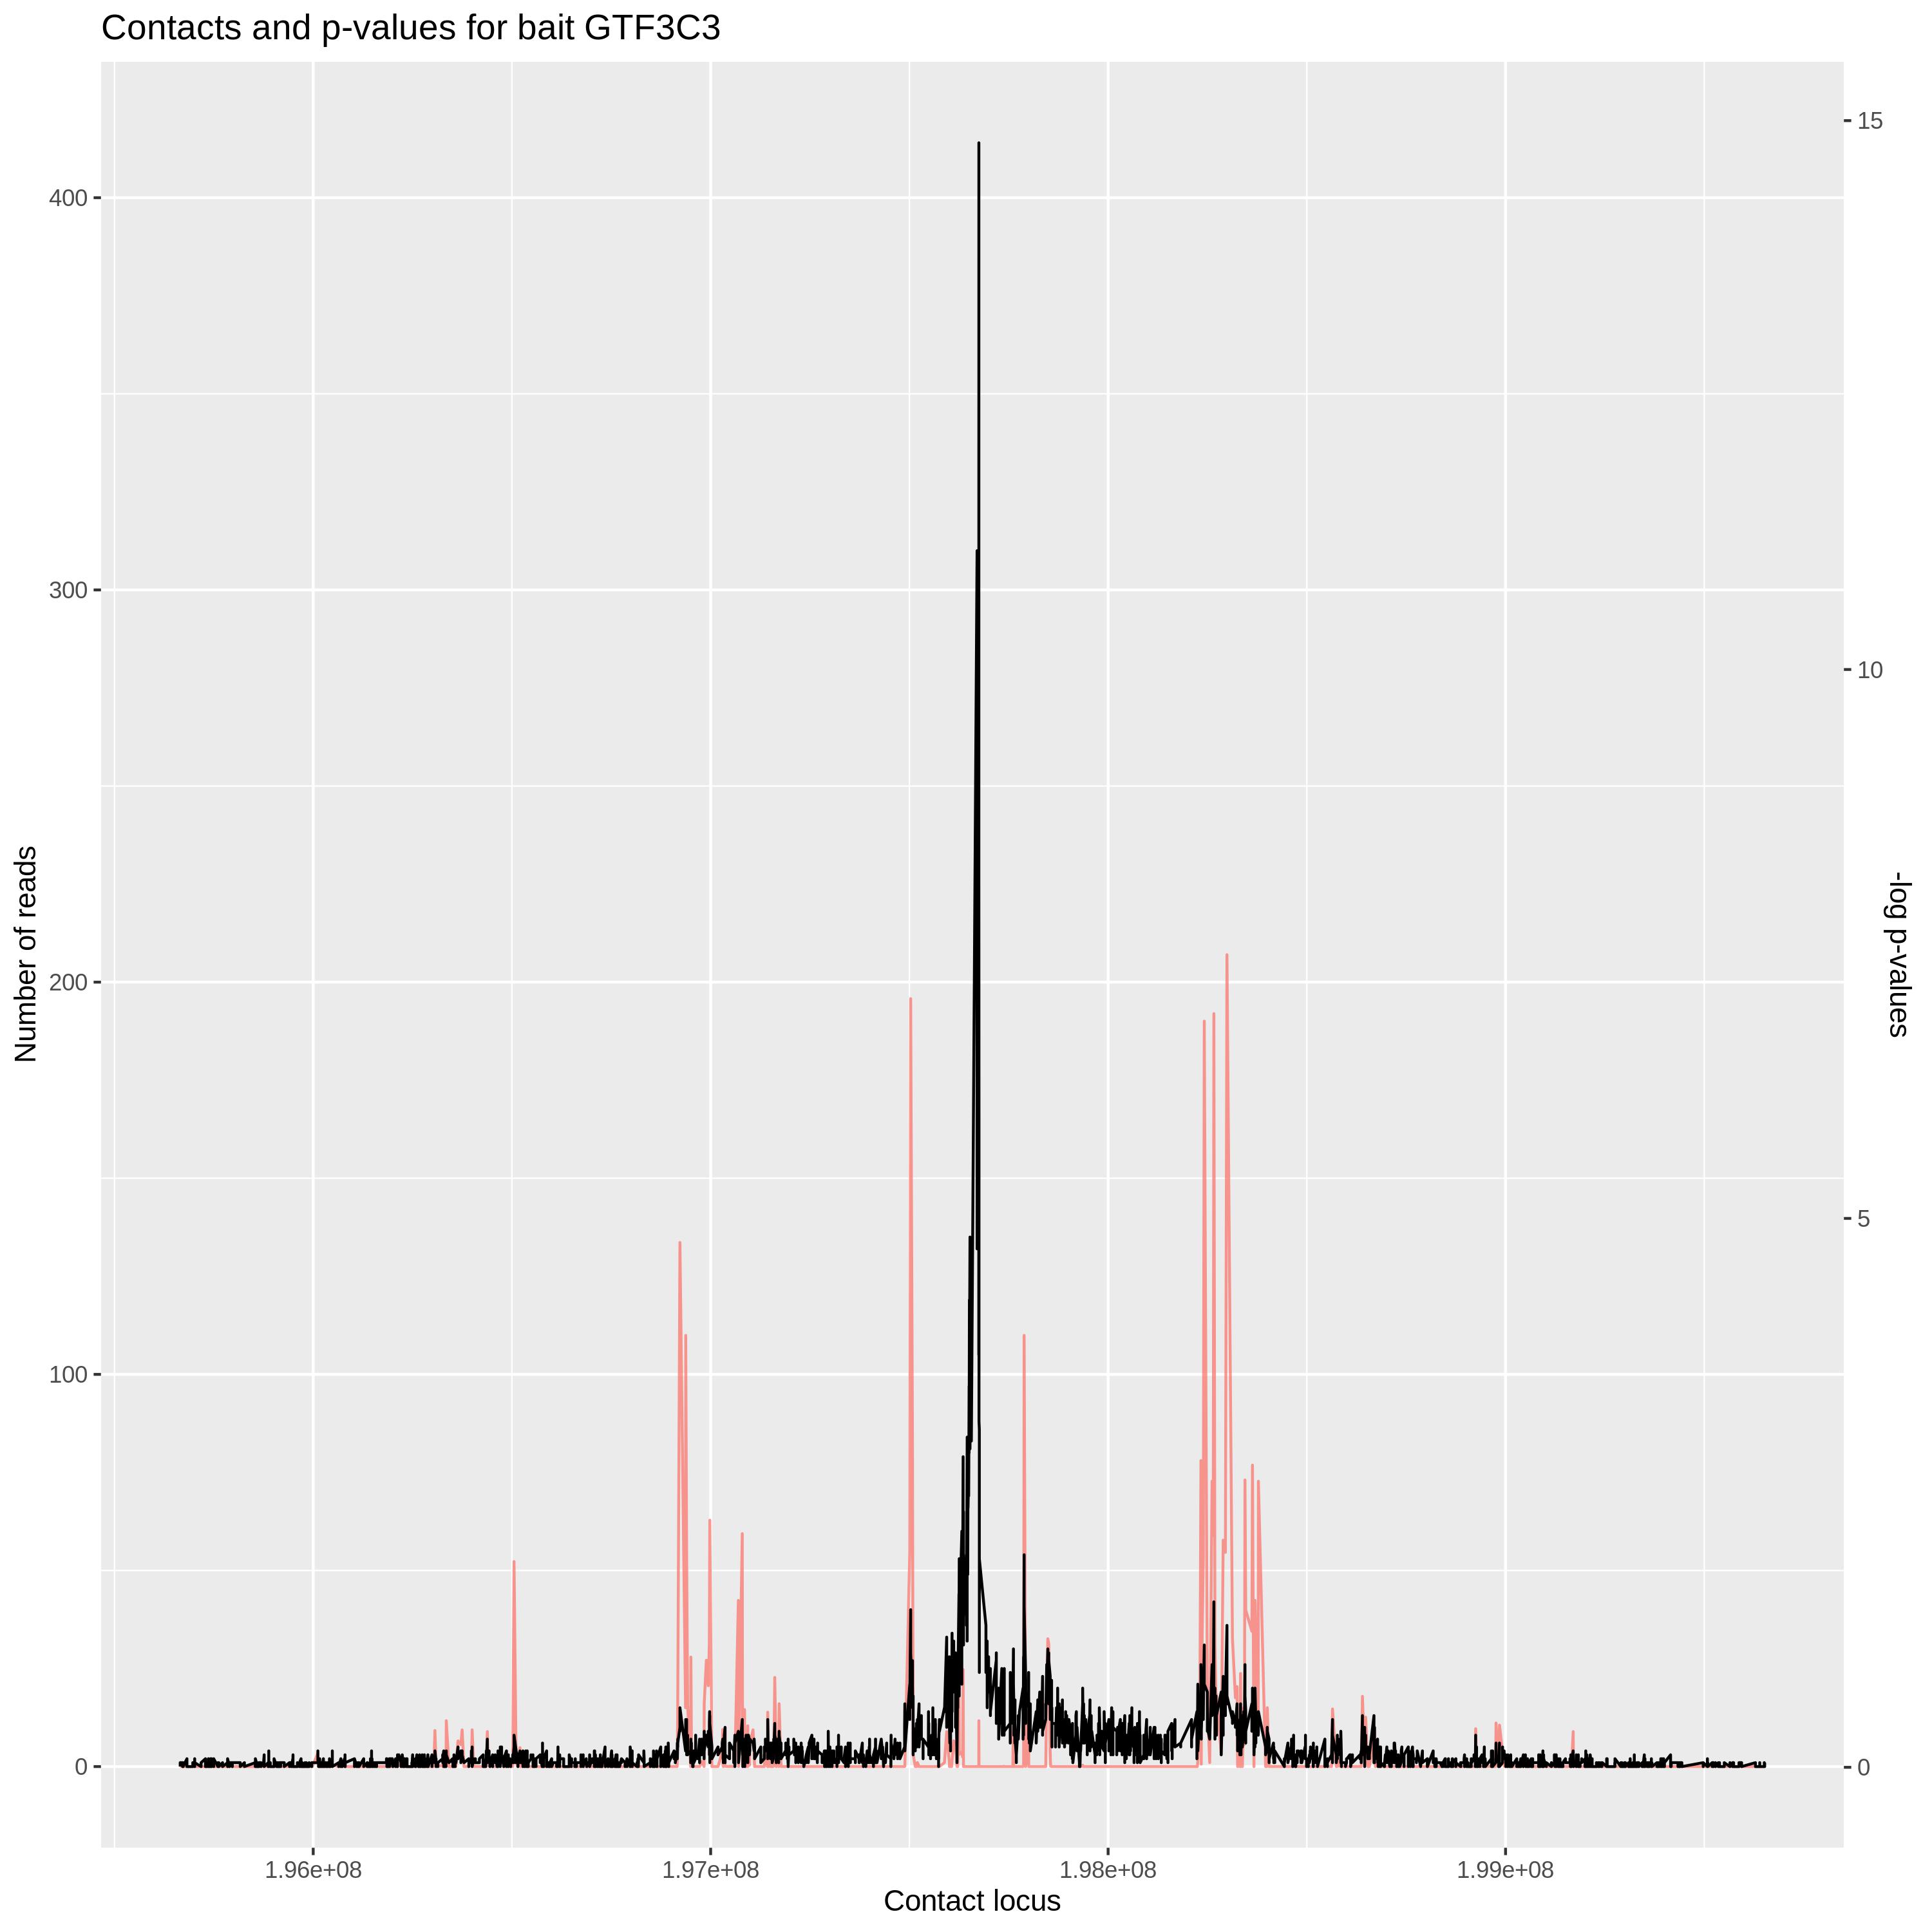 Contacts and p-values for bait GTF3C3
400
300
200
100
0
Number of reads
15
10
5
0
-log p-values
1.96e+08
1.97e+08
1.98e+08
1.99e+08
Contact locus